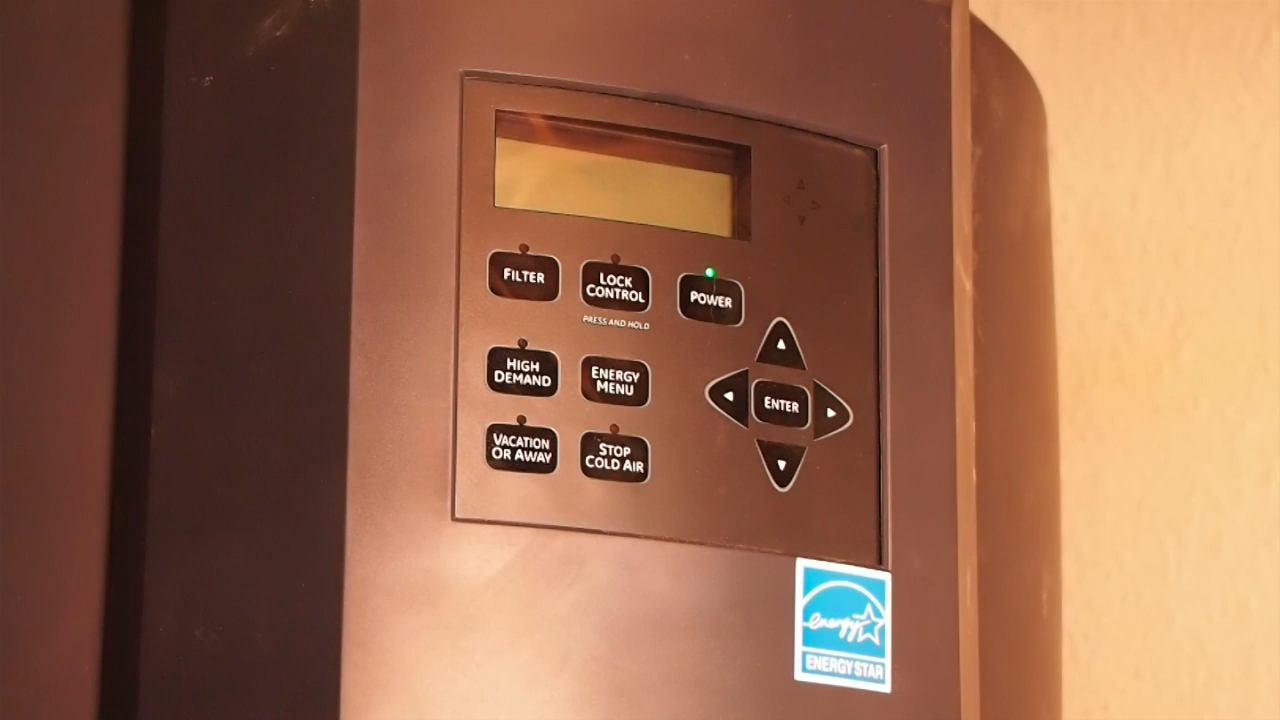 FILTER
LOCK
CONTROL
POWER
PRESS AND HOLD
HIGH
DEMAND
ENERGY
MENU
ENTER
VACATION
OR AWAY
STOP
COLD AIR
energy
ENERGY STAR